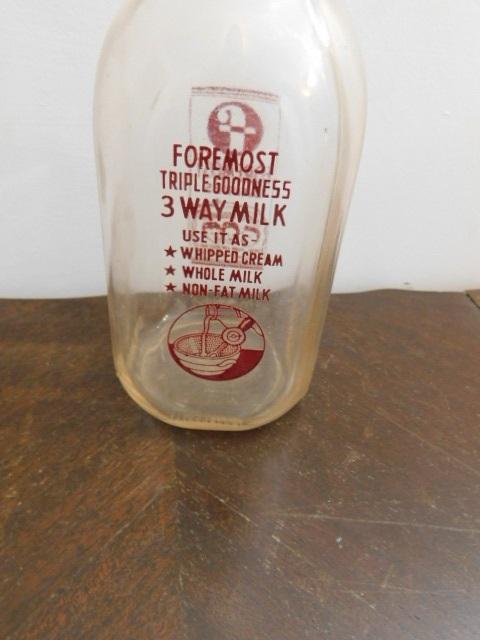 FOREMOST
TRIPLE GOODNESS
3 WAY MILK
USE IT AS-
★ WHIPPED CREAM
★ WHOLE MILK
★ NON-FAT MILK